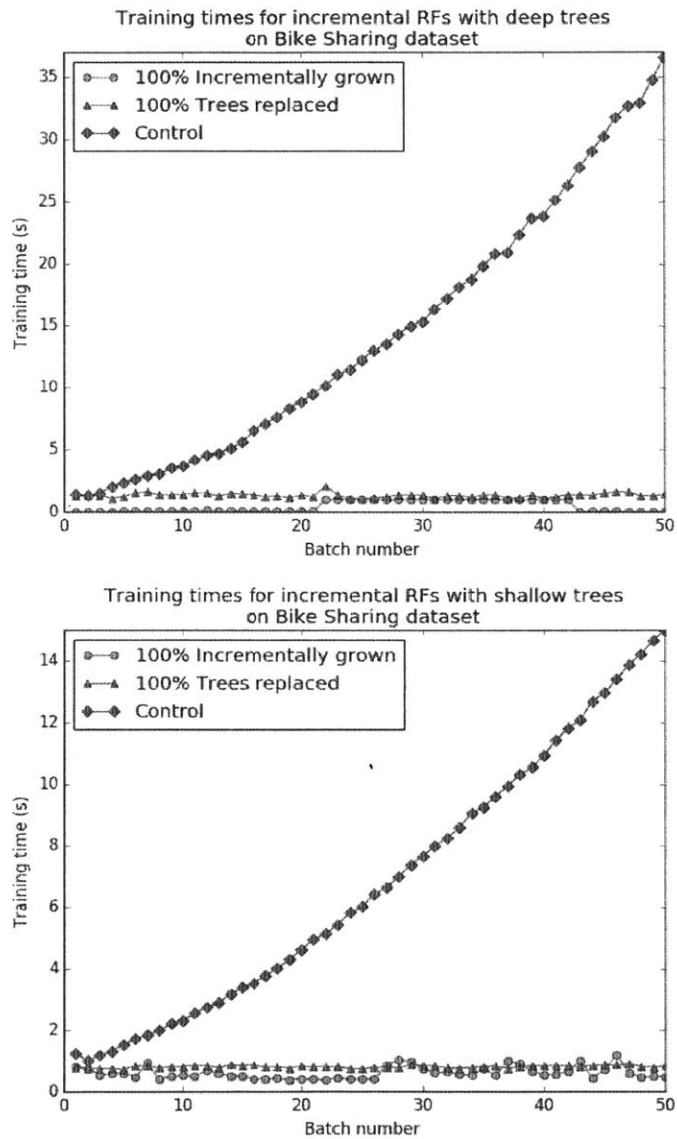 Training times for incremental RFs with deep trees
on Bike Sharing dataset
100% Incrementally grown
100% Trees replaced
Control
Training time (s)
35
30
25
20
15
10
5
0
0 10 20 30 40 50
Batch number
Training times for incremental RFs with shallow trees
on Bike Sharing dataset
100% Incrementally grown
100% Trees replaced
Control
Training time (s)
14
12
10
8
6
4
2
0
0 10 20 30 40 50
Batch number